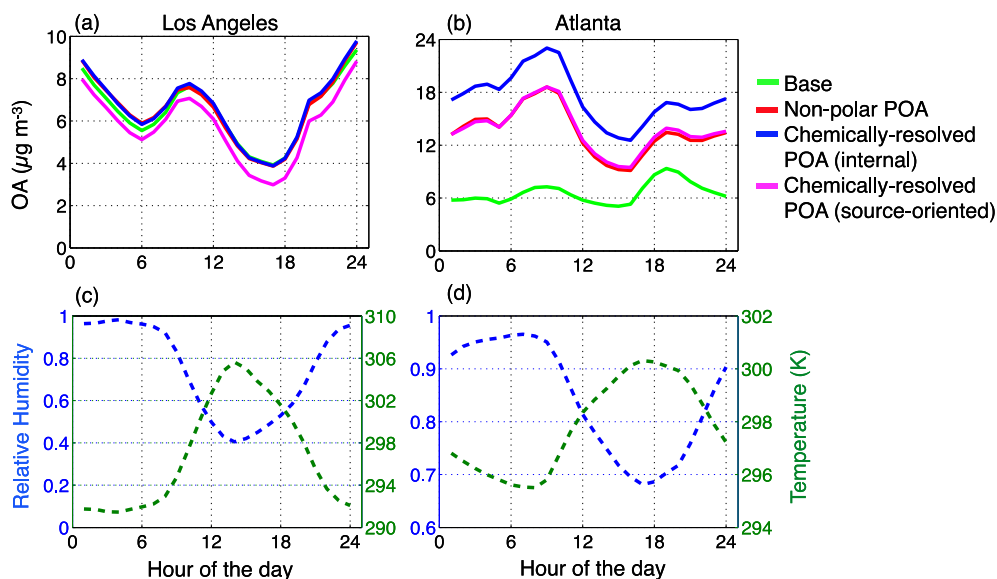 (a) Los Angeles
(b) Atlanta
OA (µg m⁻³)
10
8
6
4
2
0
0 6 12 18 24
24
18
12
6
0
0 6 12 18 24
Base
Non-polar POA
Chemically-resolved
POA (internal)
Chemically-resolved
POA (source-oriented)
(c)
(d)
Relative Humidity
1
0.8
0.6
0.4
0.2
0
310
306
302
298
294
290
0 6 12 18 24
Hour of the day
1
0.9
0.8
0.7
0.6
302
300
298
296
294
Temperature (K)
0 6 12 18 24
Hour of the day